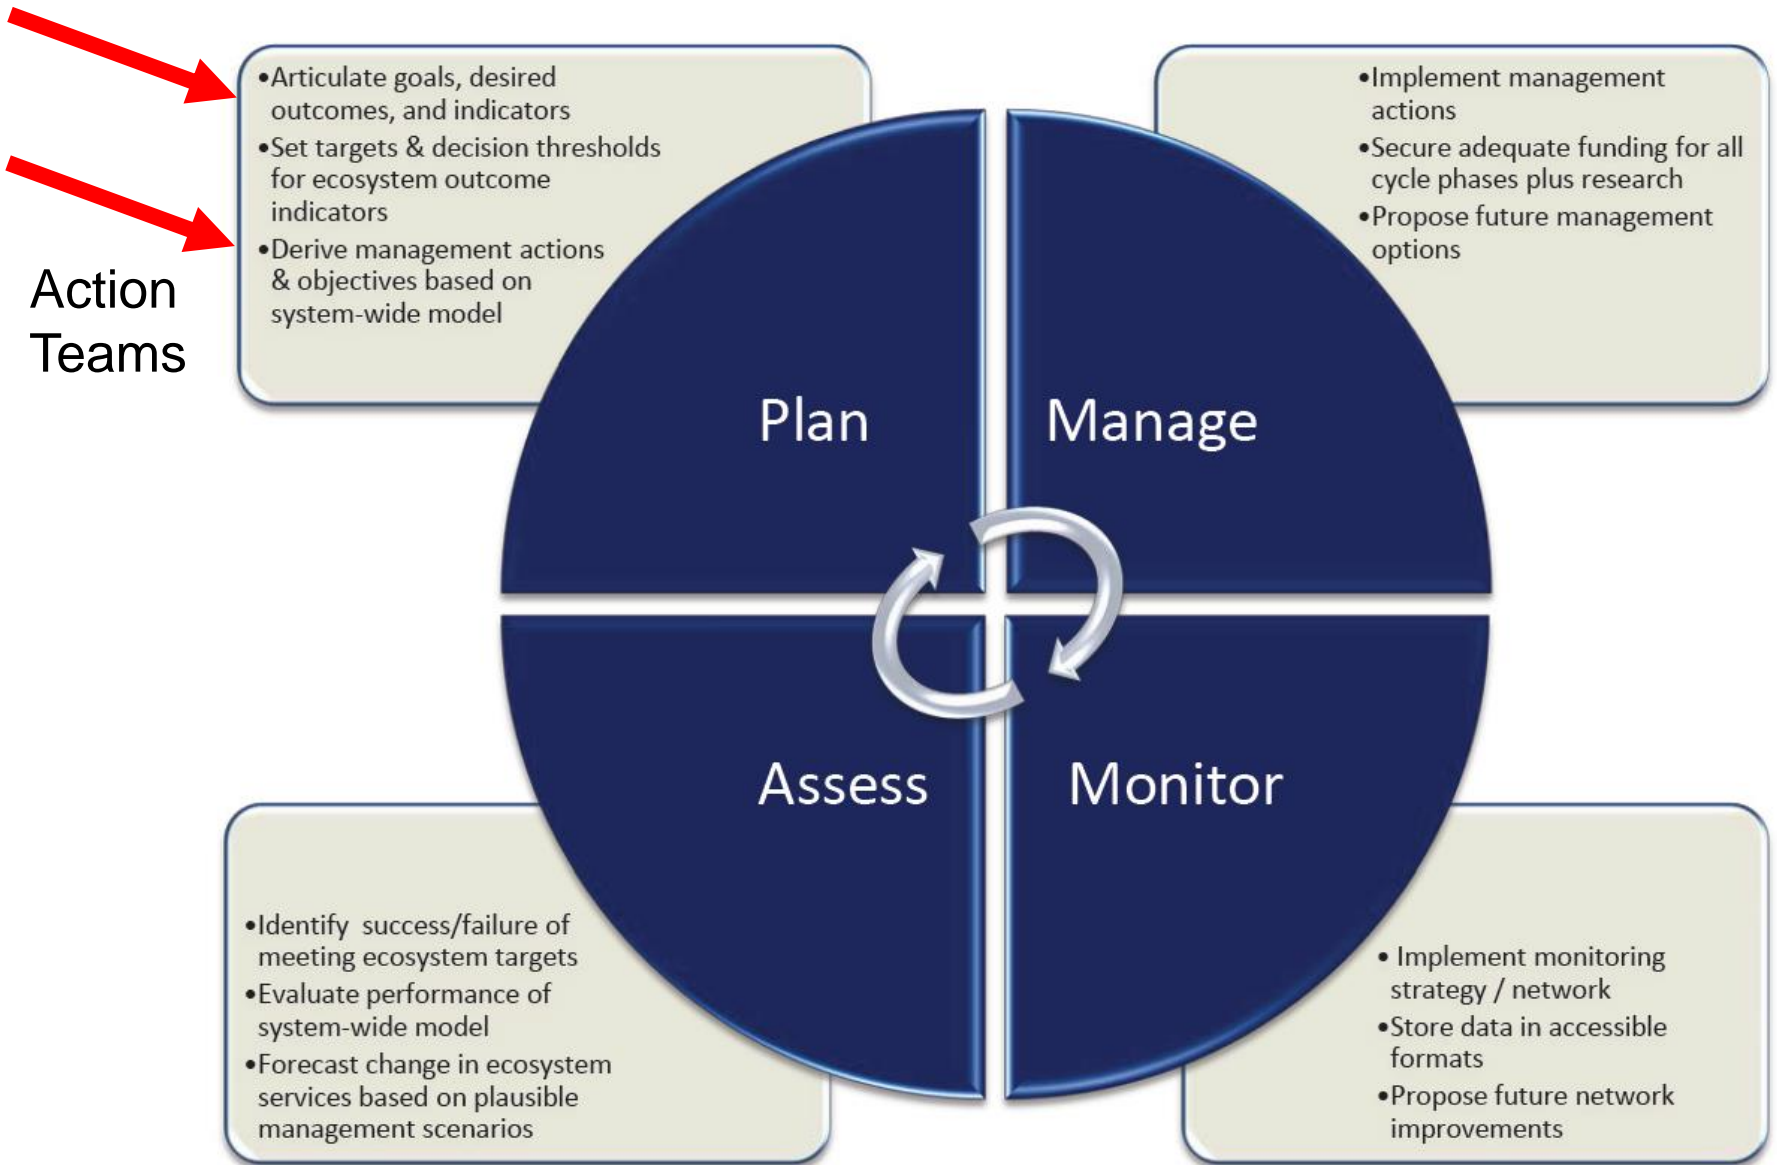 •Articulate goals, desired
outcomes, and indicators
•Set targets & decision thresholds
for ecosystem outcome
indicators
•Derive management actions
& objectives based on
system-wide model
•Implement management
actions
•Secure adequate funding for all
cycle phases plus research
•Propose future management
options
Action
Teams
Plan
Manage
Assess
Monitor
•Identify success/failure of
meeting ecosystem targets
•Evaluate performance of
system-wide model
•Forecast change in ecosystem
services based on plausible
management scenarios
• Implement monitoring
strategy / network
•Store data in accessible
formats
•Propose future network
improvements